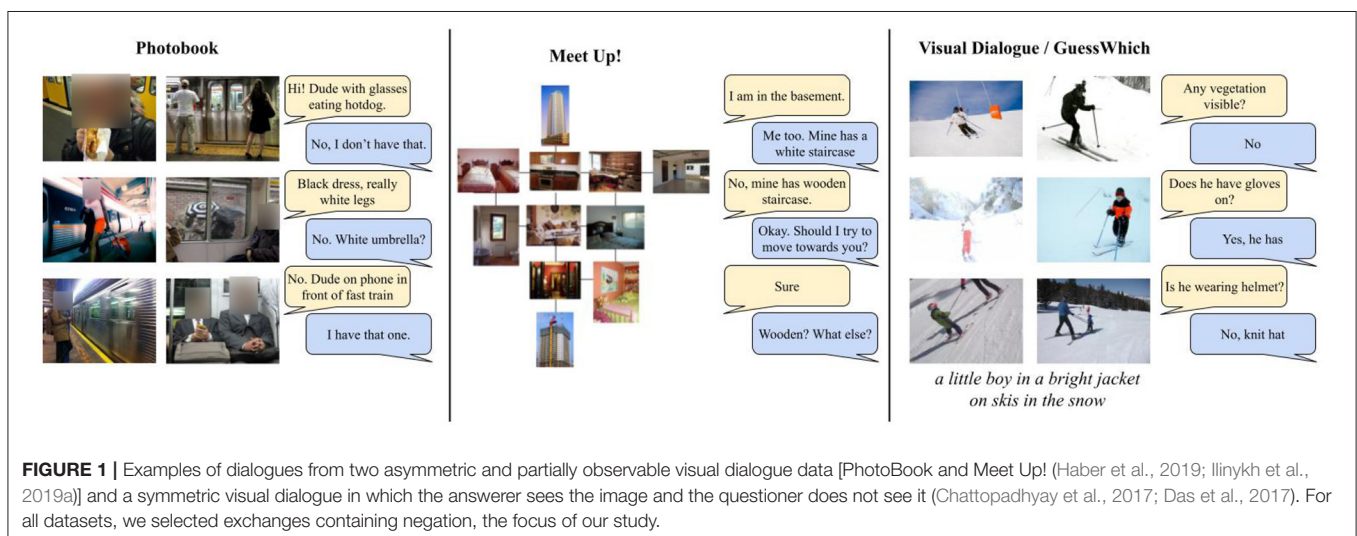 Photobook
Hi! Dude with glasses
eating hotdog.
No, I don't have that.
Black dress, really
white legs
No. White umbrella?
No. Dude on phone in
front of fast train
I have that one.
Meet Up!
I am in the basement.
Me too. Mine has a
white staircase
No, mine has wooden
staircase.
Okay. Should I try to
move towards you?
Sure
Wooden? What else?
Visual Dialogue / GuessWhich
Any vegetation
visible?
No
Does he have gloves
on?
Yes, he has
Is he wearing helmet?
No, knit hat
a little boy in a bright jacket
on skis in the snow
FIGURE 1 | Examples of dialogues from two asymmetric and partially observable visual dialogue data [PhotoBook and Meet Up! (Haber et al., 2019; Ilinykh et al.,
2019a)] and a symmetric visual dialogue in which the answerer sees the image and the questioner does not see it (Chattopadhyay et al., 2017; Das et al., 2017). For
all datasets, we selected exchanges containing negation, the focus of our study.